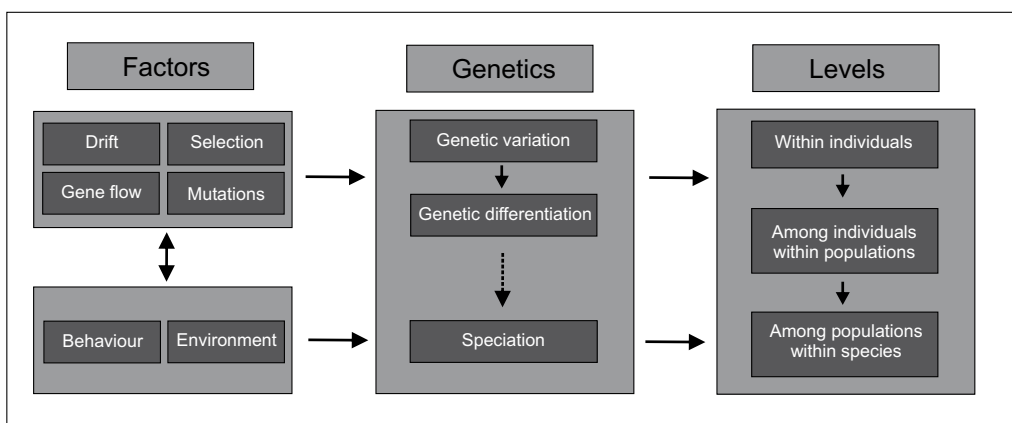 Factors
Genetics
Levels
Drift
Selection
Gene flow
Mutations
Behaviour
Environment
Genetic variation
Genetic differentiation
Speciation
Within individuals
Among individuals
within populations
Among populations
within species